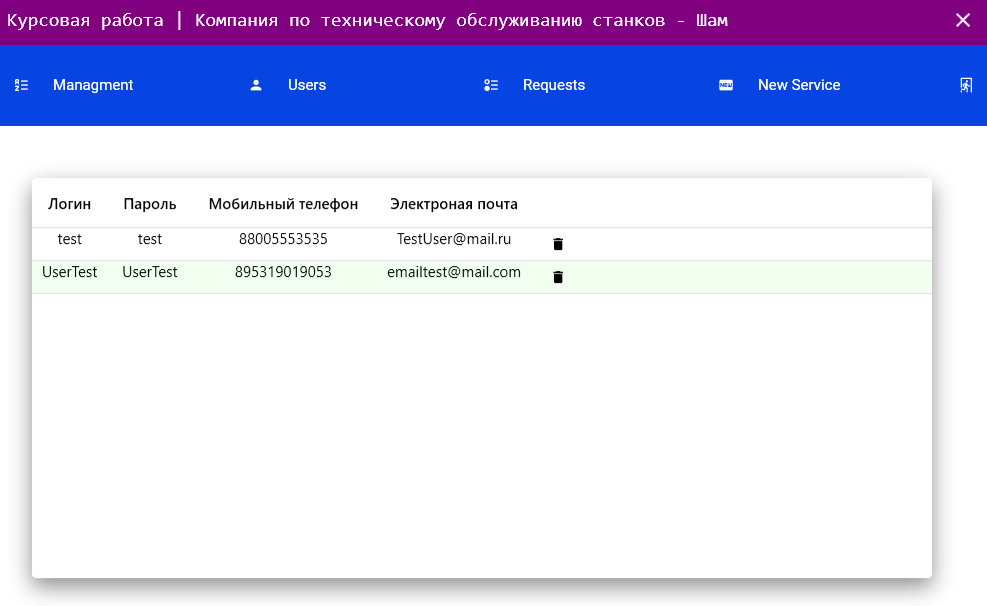 Курсовая работа | Компания по техническому обслуживанию станков - Шам
Managment Users Requests New Service
Логин Пароль Мобильный телефон Электроная почта
test test 88005553535 TestUser@mail.ru
UserTest UserTest 895319019053 emailtest@mail.com